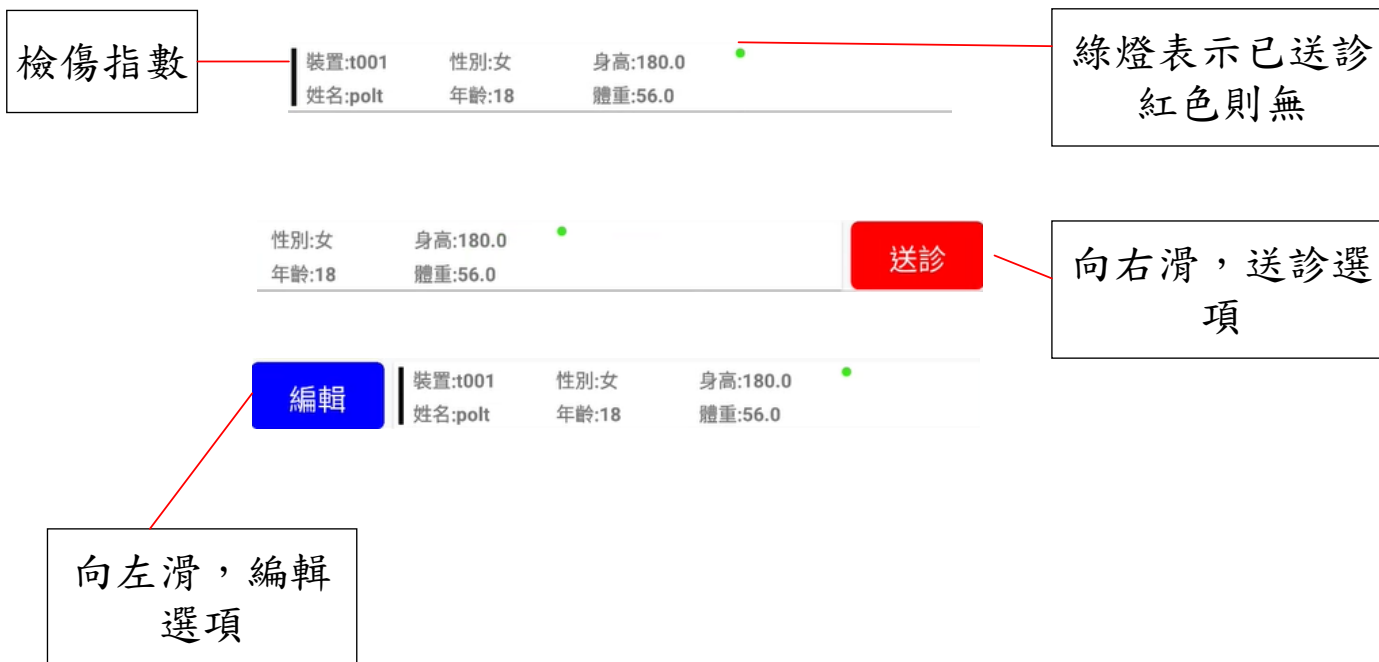 檢傷指數
裝置:t001 性別:女 身高:180.0
姓名:polt 年齡:18 體重:56.0
綠燈表示已送診
紅色則無
性別:女 身高:180.0
年齡:18 體重:56.0
送診
向右滑，送診選
項
編輯
裝置:t001 性別:女 身高:180.0
姓名:polt 年齡:18 體重:56.0
向左滑，編輯
選項